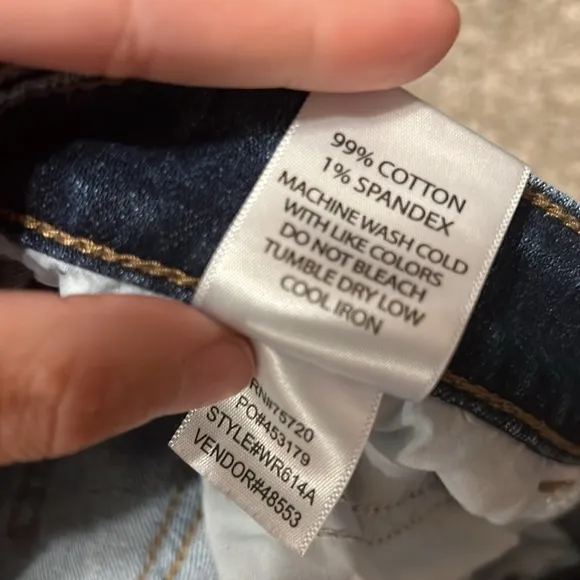 99% COTTON
1% SPANDEX
MACHINE WASH COLD
WITH LIKE COLORS
DO NOT BLEACH
TUMBLE DRY LOW
COOL IRON
RN#75720
PO#453179
STYLE#WR614A
VENDOR#48553